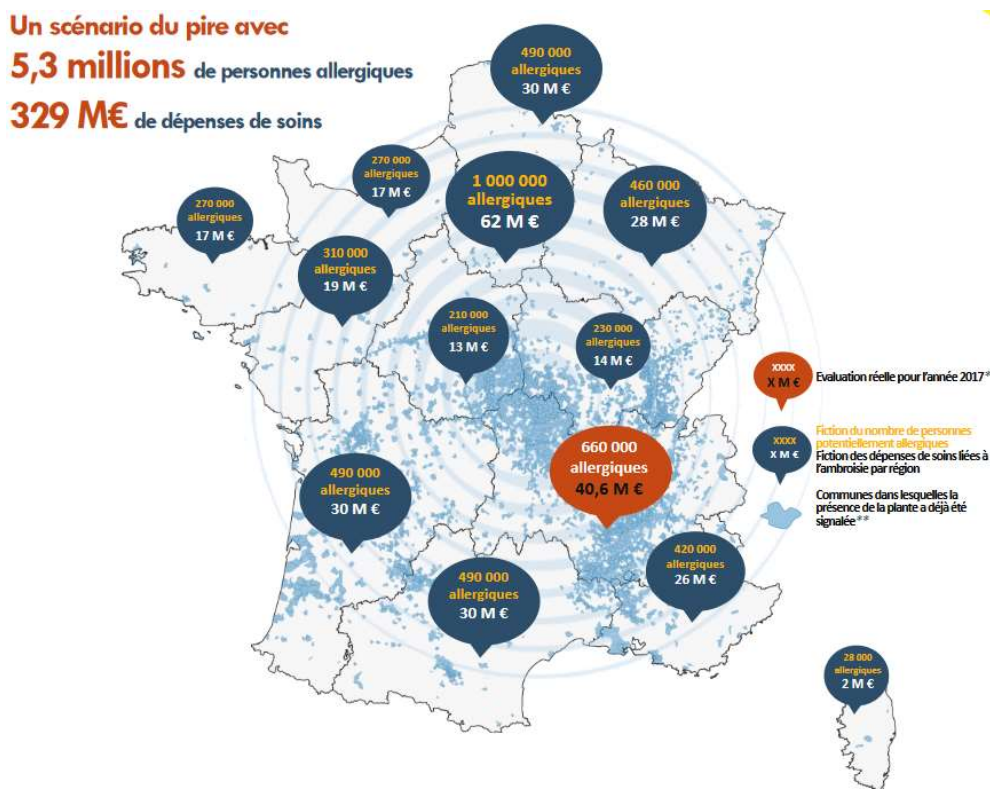 Un scénario du pire avec
5,3 millions de personnes allergiques
329 M€ de dépenses de soins
490 000
allergiques
30 M €
270 000
allergiques
17 M €
1 000 000
allergiques
62 M €
460 000
allergiques
28 M €
270 000
allergiques
17 M €
310 000
allergiques
19 M €
210 000
allergiques
13 M €
230 000
allergiques
14 M €
xxxx
X M €
Evaluation réelle pour l'année 2017*
XXXX
X M €
Fiction du nombre de personnes
potentiellement allergiques
Fiction des dépenses de soins liées à
l'ambroisie par région
660 000
allergiques
40,6 M €
490 000
allergiques
30 M €
Communes dans lesquelles la
présence de la plante a déjà été
signalée**
420 000
allergiques
26 M €
490 000
allergiques
30 M €
28 000
allergiques
2 M €